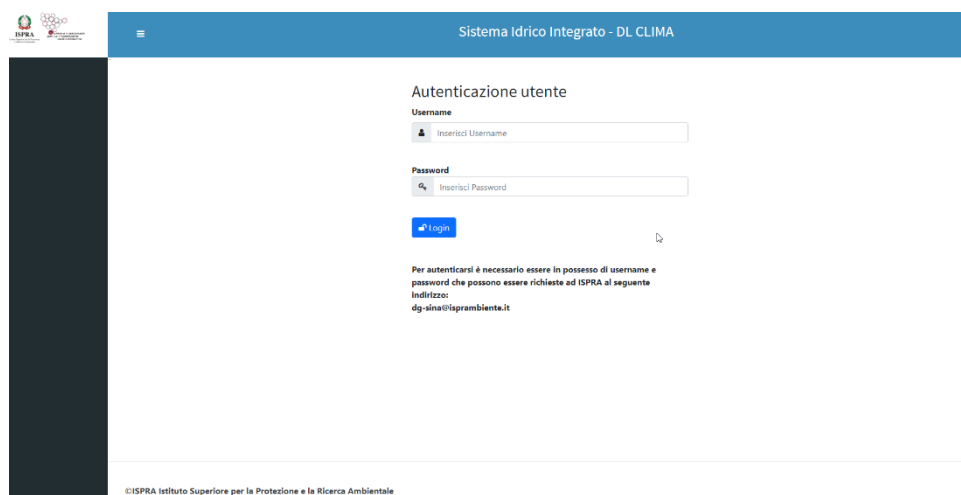 ISPRA
Sistema Idrico Integrato - DL CLIMA
Autenticazione utente
Username
Inserisci Username
Password
Inserisci Password
Login
Per autenticarsi è necessario essere in possesso di username e
password che possono essere richieste ad ISPRA al seguente
indirizzo:
dg-sina@isprambiente.it
©ISPRA Istituto Superiore per la Protezione e la Ricerca Ambientale